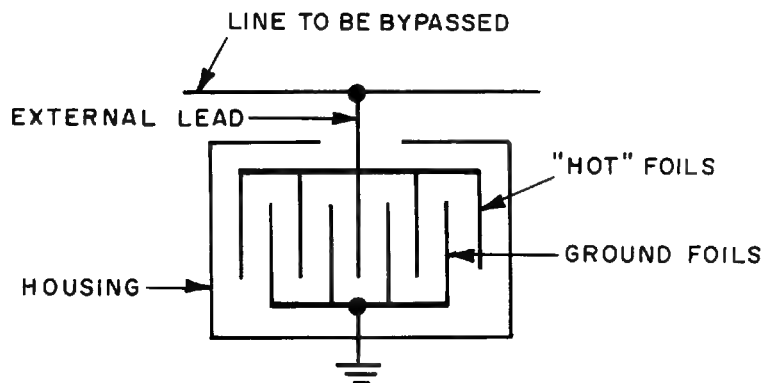 LINE TO BE BYPASSED
EXTERNAL LEAD
"HOT" FOILS
GROUND FOILS
HOUSING